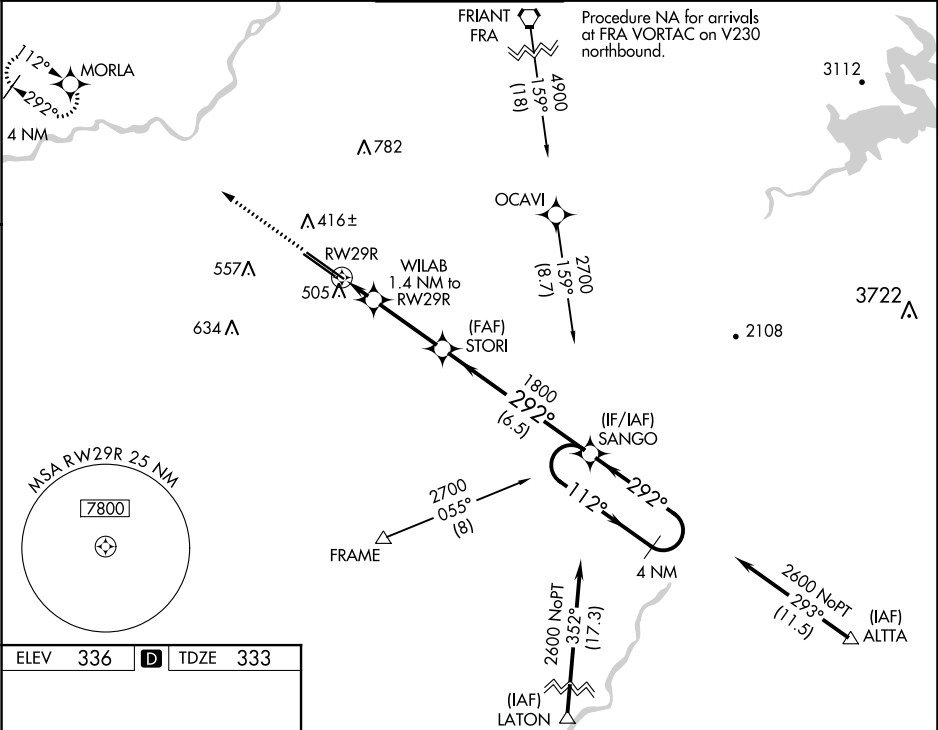 FRIANT
FRA
Procedure NA for arrivals
at FRA VORTAC on V230
northbound.
112°
MORLA
292°
4 NM
4900
159°
(18)
3112
782
OCAVI
2700
159°
(8.7)
416±
RW29R
557
505
WILAB
1.4 NM to
RW29R
3722
634
(FAF)
STORI
2108
1800
292°
(6.5)
(IF/IAF)
SANGO
292°
112°
4 NM
MSA RW29R 25 NM
7800
2700
055°
(8)
FRAME
2600 NoPT
352°
(17.3)
(IAF)
LATON
2600 NoPT
293°
(11.5)
(IAF)
ALTTA
ELEV 336 D TDZE 333